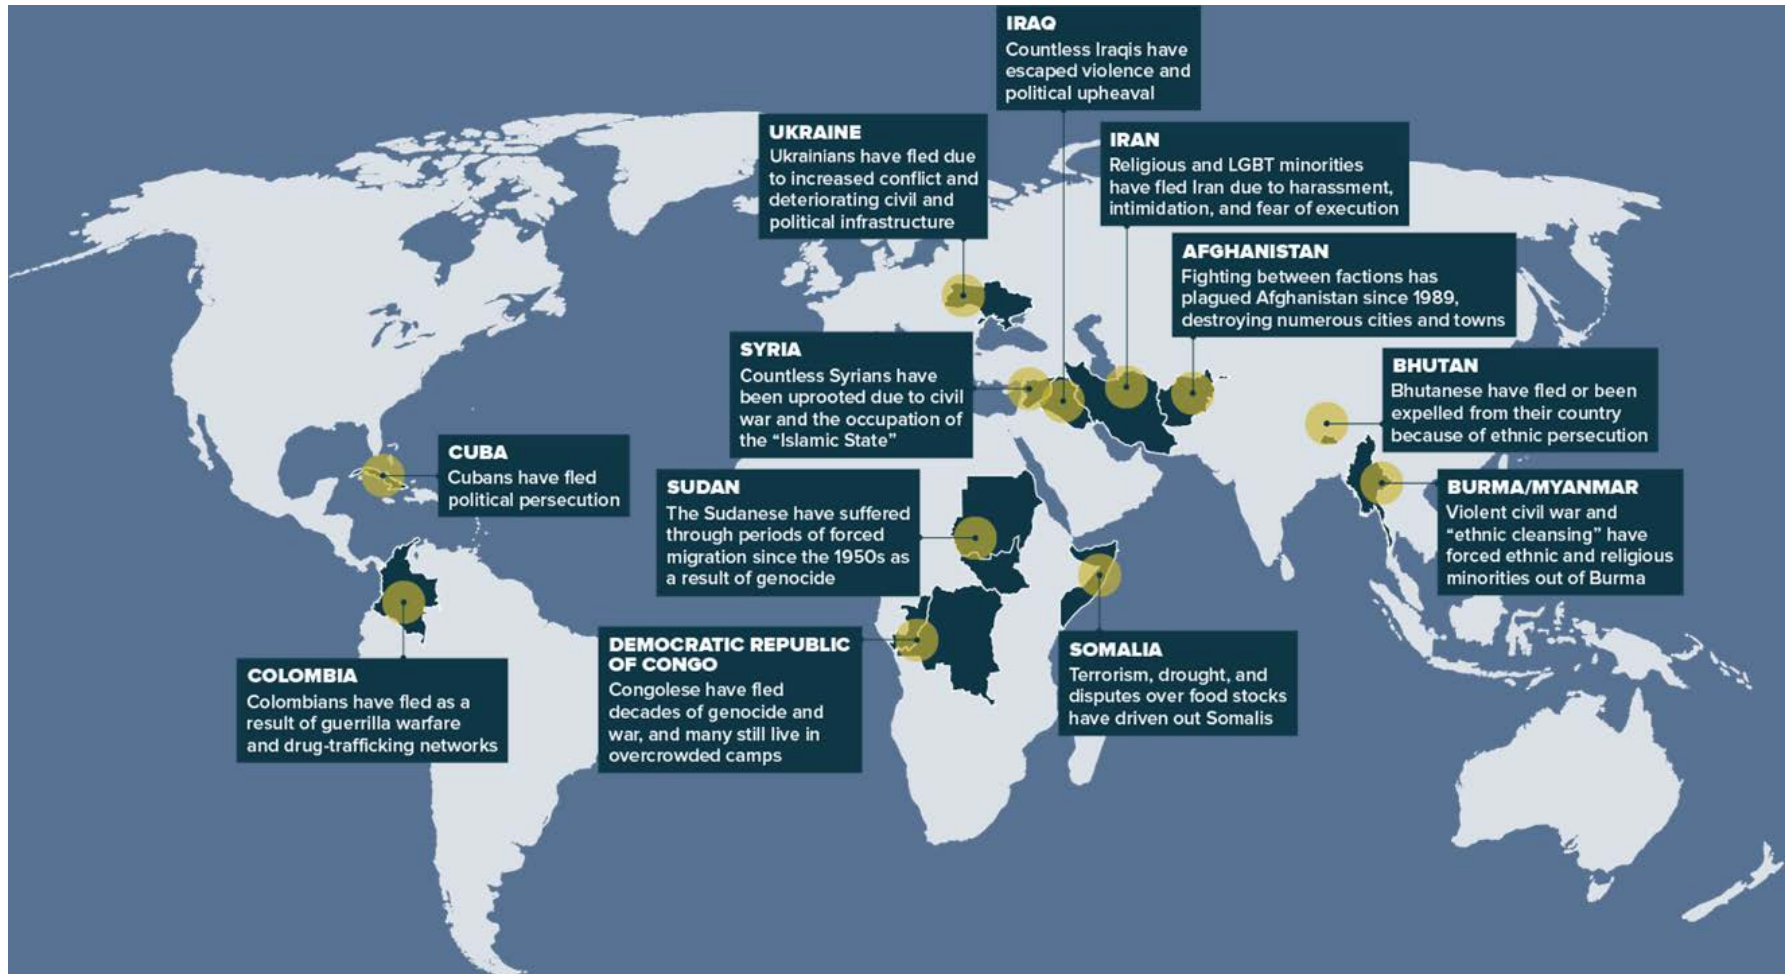 IRAQ
Countless Iraqis have
escaped violence and
political upheaval
UKRAINE
Ukrainians have fled due
to increased conflict and
deteriorating civil and
political infrastructure
IRAN
Religious and LGBT minorities
have fled Iran due to harassment,
intimidation, and fear of execution
AFGHANISTAN
Fighting between factions has
plagued Afghanistan since 1989,
destroying numerous cities and towns
SYRIA
Countless Syrians have
been uprooted due to civil
war and the occupation of
the “Islamic State”
BHUTAN
Bhutanese have fled or been
expelled from their country
because of ethnic persecution
CUBA
Cubans have fled
political persecution
SUDAN
The Sudanese have suffered
through periods of forced
migration since the 1950s as
a result of genocide
BURMA/MYANMAR
Violent civil war and
“ethnic cleansing” have
forced ethnic and religious
minorities out of Burma
DEMOCRATIC REPUBLIC
OF CONGO
Congolese have fled
decades of genocide and
war, and many still live in
overcrowded camps
SOMALIA
Terrorism, drought, and
disputes over food stocks
have driven out Somalis
COLOMBIA
Colombians have fled as a
result of guerrilla warfare
and drug-trafficking networks